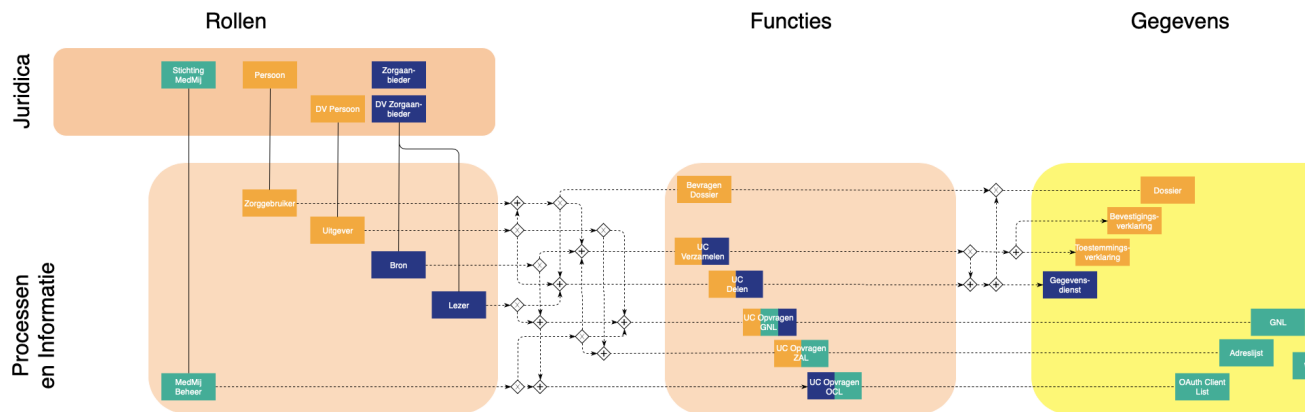 Rollen
Functies
Gegevens
Juridica
Stichting
MedMij
Persoon
Zorgaan-
bieder
DV Persoon
DV Zorgaan-
bieder
Processen
en Informatie
Zorggebruiker
Uitgever
Bron
Lezer
MedMij
Beheer
Bevragen
Dossier
UC
Verzamelen
UC
Delen
UC Opvragen
GNL
UC Opvragen
ZAL
UC Opvragen
OCL
Dossier
Bevestigings-
verklaring
Toestemmings-
verklaring
Gegevens-
dienst
GNL
Adreslijst
OAuth Client
List